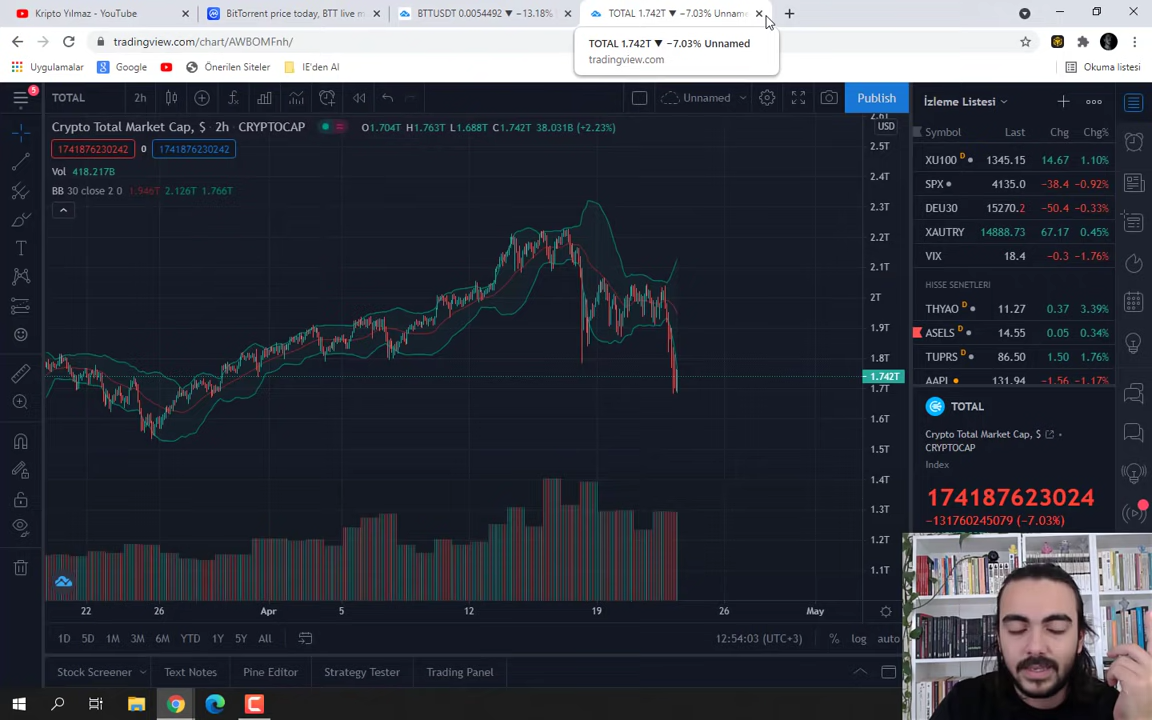 Kripto Yılmaz - YouTube
BitTorrent price today, BTT live m
BTTUSDT 0.0054492 ▼ −13.18%
TOTAL 1.742T ▼ −7.03% Unnam
tradingview.com/chart/AWBOMFnh/
TOTAL 1.742T ▼ −7.03% Unnamed
tradingview.com
Uygulamalar
Google
Önerilen Siteler
IE'den Al
Okuma listesi
5
TOTAL
2h
Unnamed
Publish
İzleme Listesi
Crypto Total Market Cap, $ · 2h · CRYPTOCAP
O1.704T H1.763T L1.688T C1.742T 38.031B (+2.23%)
1741876230242 0 1741876230242
Vol 418.217B
BB 30 close 2 0 1.946T 2.126T 1.766T
USD
2.6T
2.5T
2.4T
2.3T
2.2T
2.1T
2T
1.9T
1.8T
1.742T
1.7T
1.6T
1.5T
1.4T
1.3T
1.2T
1.1T
22 26 Apr 5 12 19 26 May
Symbol Last Chg Chg%
XU100 D 1345.15 14.67 1.10%
SPX 4135.0 −38.4 −0.92%
DEU30 15270.2 −50.4 −0.33%
XAUTRY 14888.73 67.17 0.45%
VIX 18.4 −0.3 −1.76%
HISSE SENETLERI
THYAO D 11.27 0.37 3.39%
ASELS D 14.55 0.05 0.34%
TUPRS D 86.50 1.50 1.76%
AAPL 131.94 −1.56 −1.17%
TOTAL
Crypto Total Market Cap, $
CRYPTOCAP
Index
174187623024
−131760245079 (−7.03%)
1D 5D 1M 3M 6M YTD 1Y 5Y All
12:54:03 (UTC+3) % log auto
Stock Screener
Text Notes
Pine Editor
Strategy Tester
Trading Panel